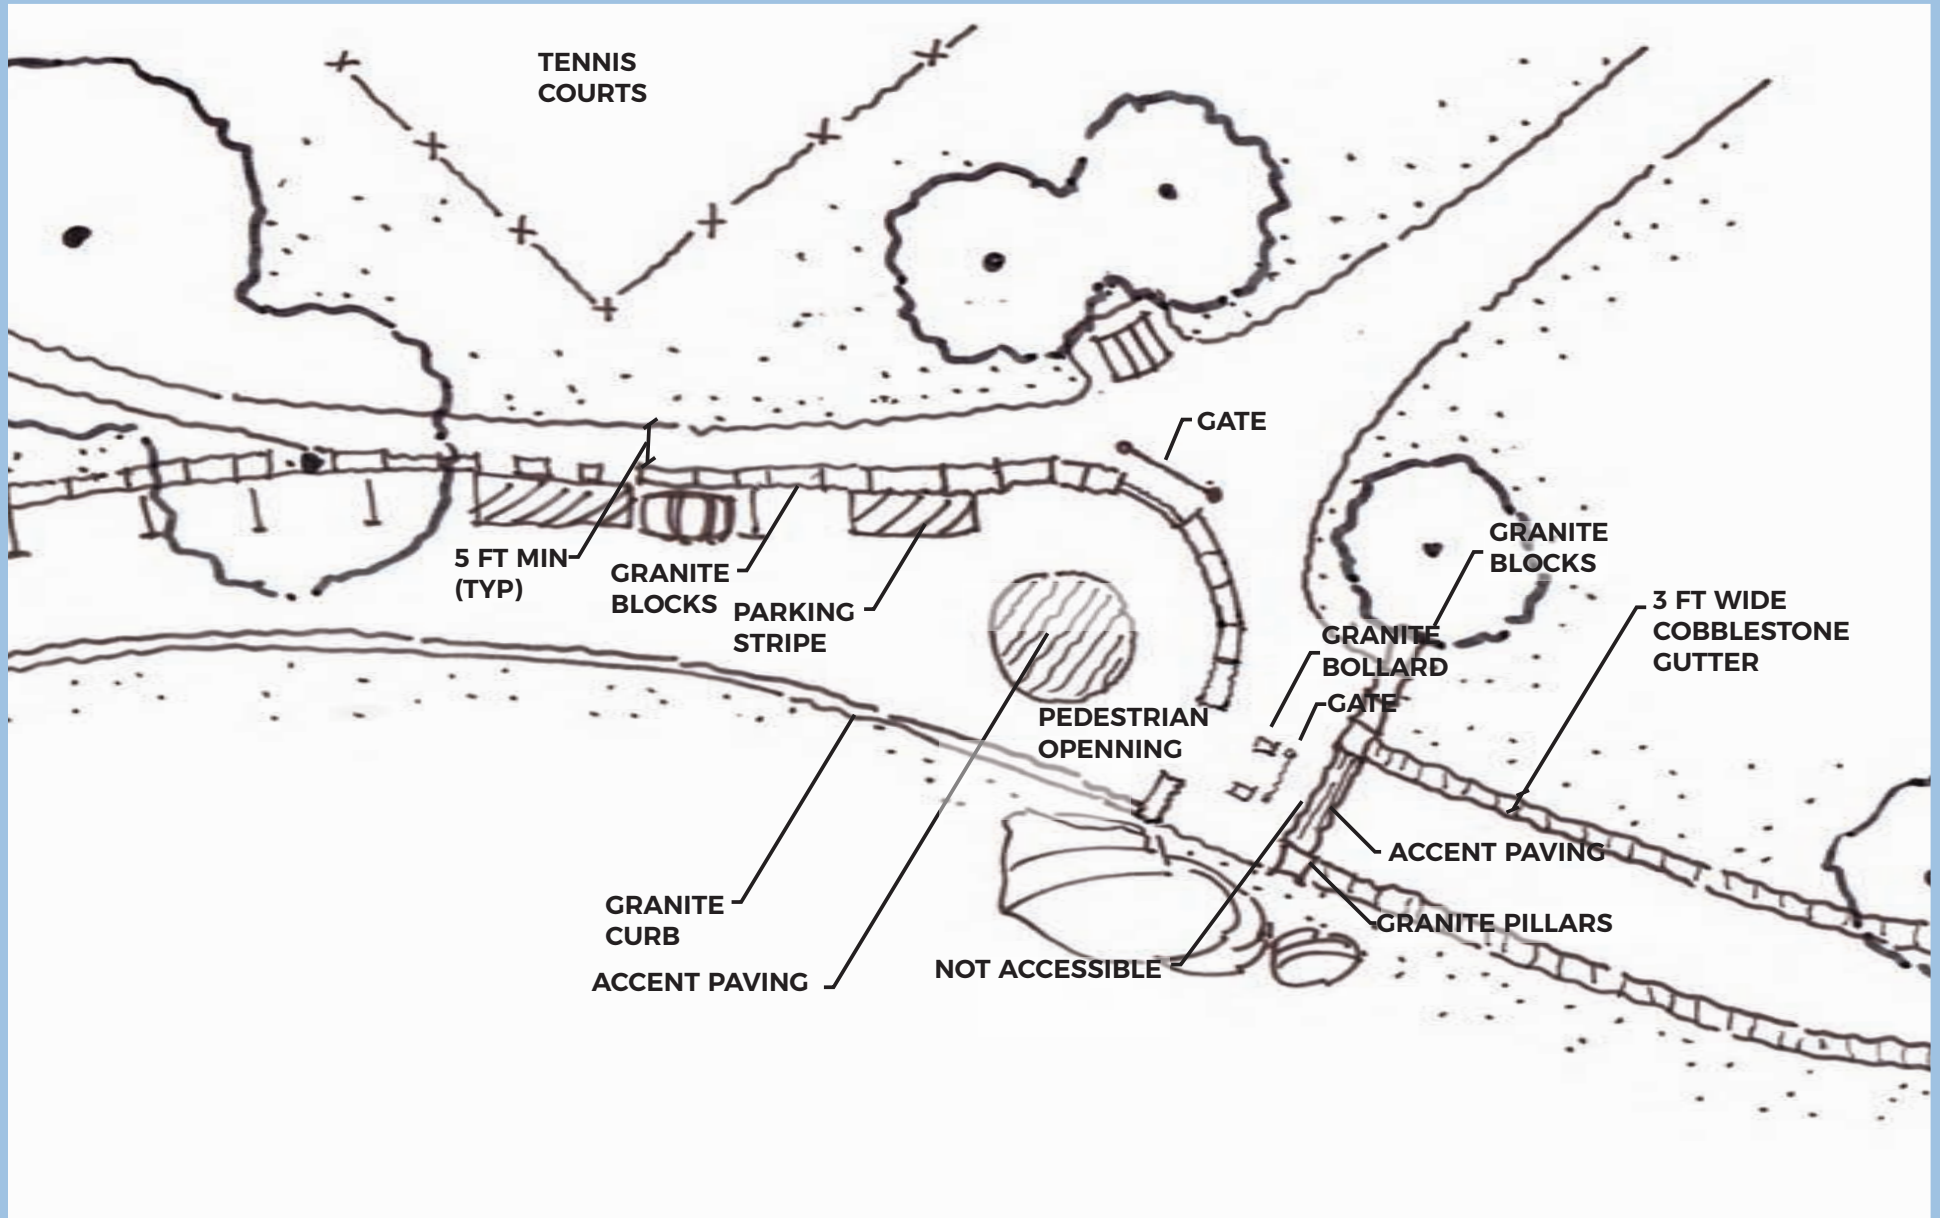 TENNIS
COURTS
GATE
GRANITE
BLOCKS
5 FT MIN
(TYP)
GRANITE
BLOCKS
PARKING
STRIPE
3 FT WIDE
COBBLESTONE
GUTTER
GRANITE
BOLLARD
GATE
PEDESTRIAN
OPENNING
ACCENT PAVING
GRANITE
CURB
GRANITE PILLARS
NOT ACCESSIBLE
ACCENT PAVING